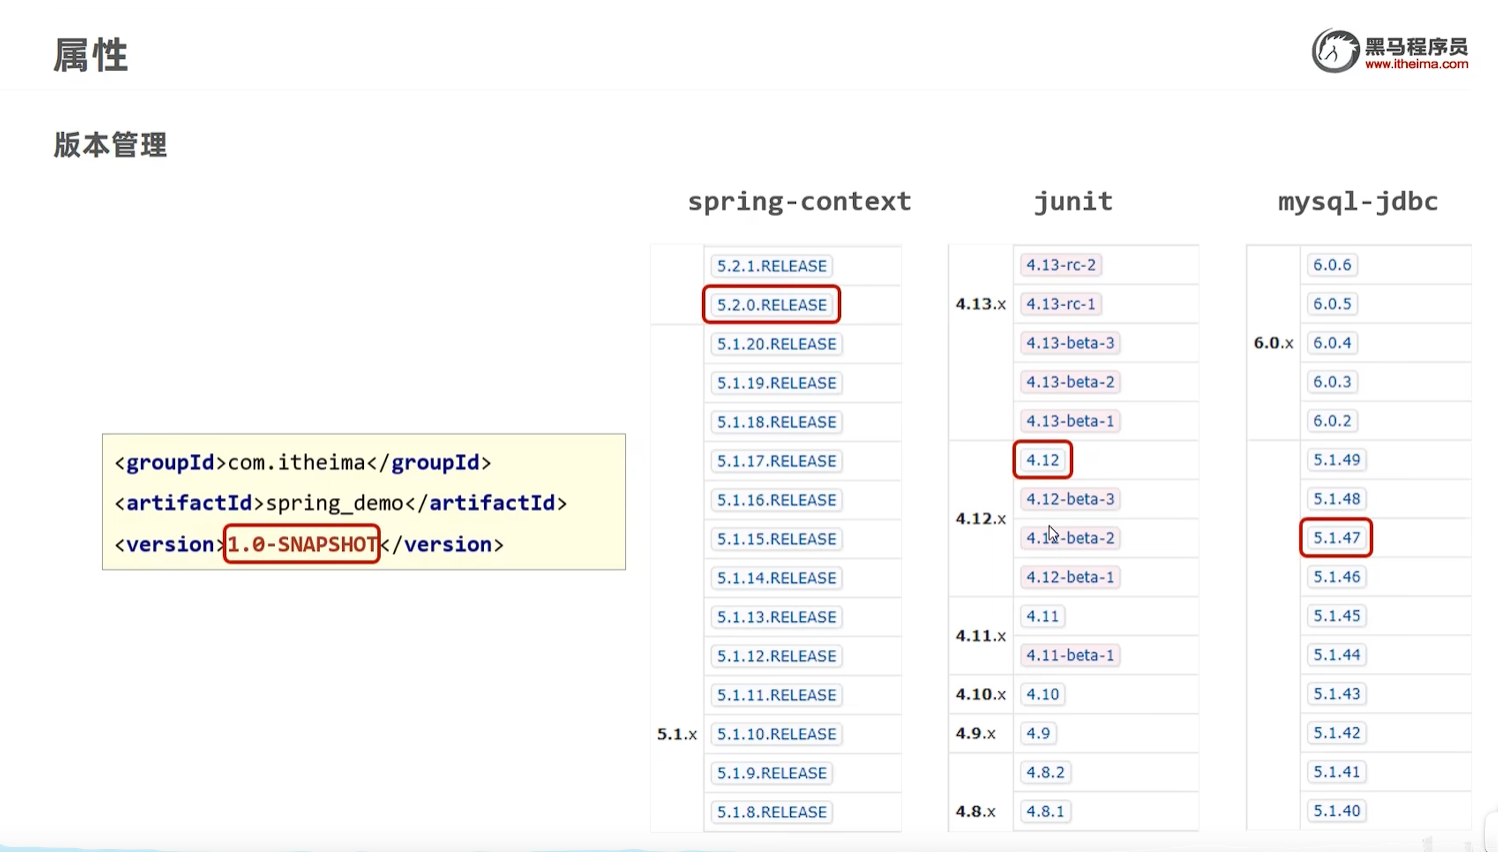 属性
黑马程序员
www.itheima.com
版本管理
<groupId>com.itheima</groupId>
<artifactId>spring_demo</artifactId>
<version>1.0-SNAPSHOT</version>
spring-context
5.2.1.RELEASE
5.2.0.RELEASE
5.1.20.RELEASE
5.1.19.RELEASE
5.1.18.RELEASE
5.1.17.RELEASE
5.1.16.RELEASE
5.1.15.RELEASE
5.1.14.RELEASE
5.1.13.RELEASE
5.1.12.RELEASE
5.1.11.RELEASE
5.1.x
5.1.10.RELEASE
5.1.9.RELEASE
5.1.8.RELEASE
junit
4.13-rc-2
4.13.x
4.13-rc-1
4.13-beta-3
4.13-beta-2
4.13-beta-1
4.12
4.12-beta-3
4.12.x
4.12-beta-2
4.12-beta-1
4.11
4.11.x
4.11-beta-1
4.10.x
4.10
4.9.x
4.9
4.8.2
4.8.x
4.8.1
mysql-jdbc
6.0.6
6.0.5
6.0.x
6.0.4
6.0.3
6.0.2
5.1.49
5.1.48
5.1.47
5.1.46
5.1.45
5.1.44
5.1.43
5.1.42
5.1.41
5.1.40